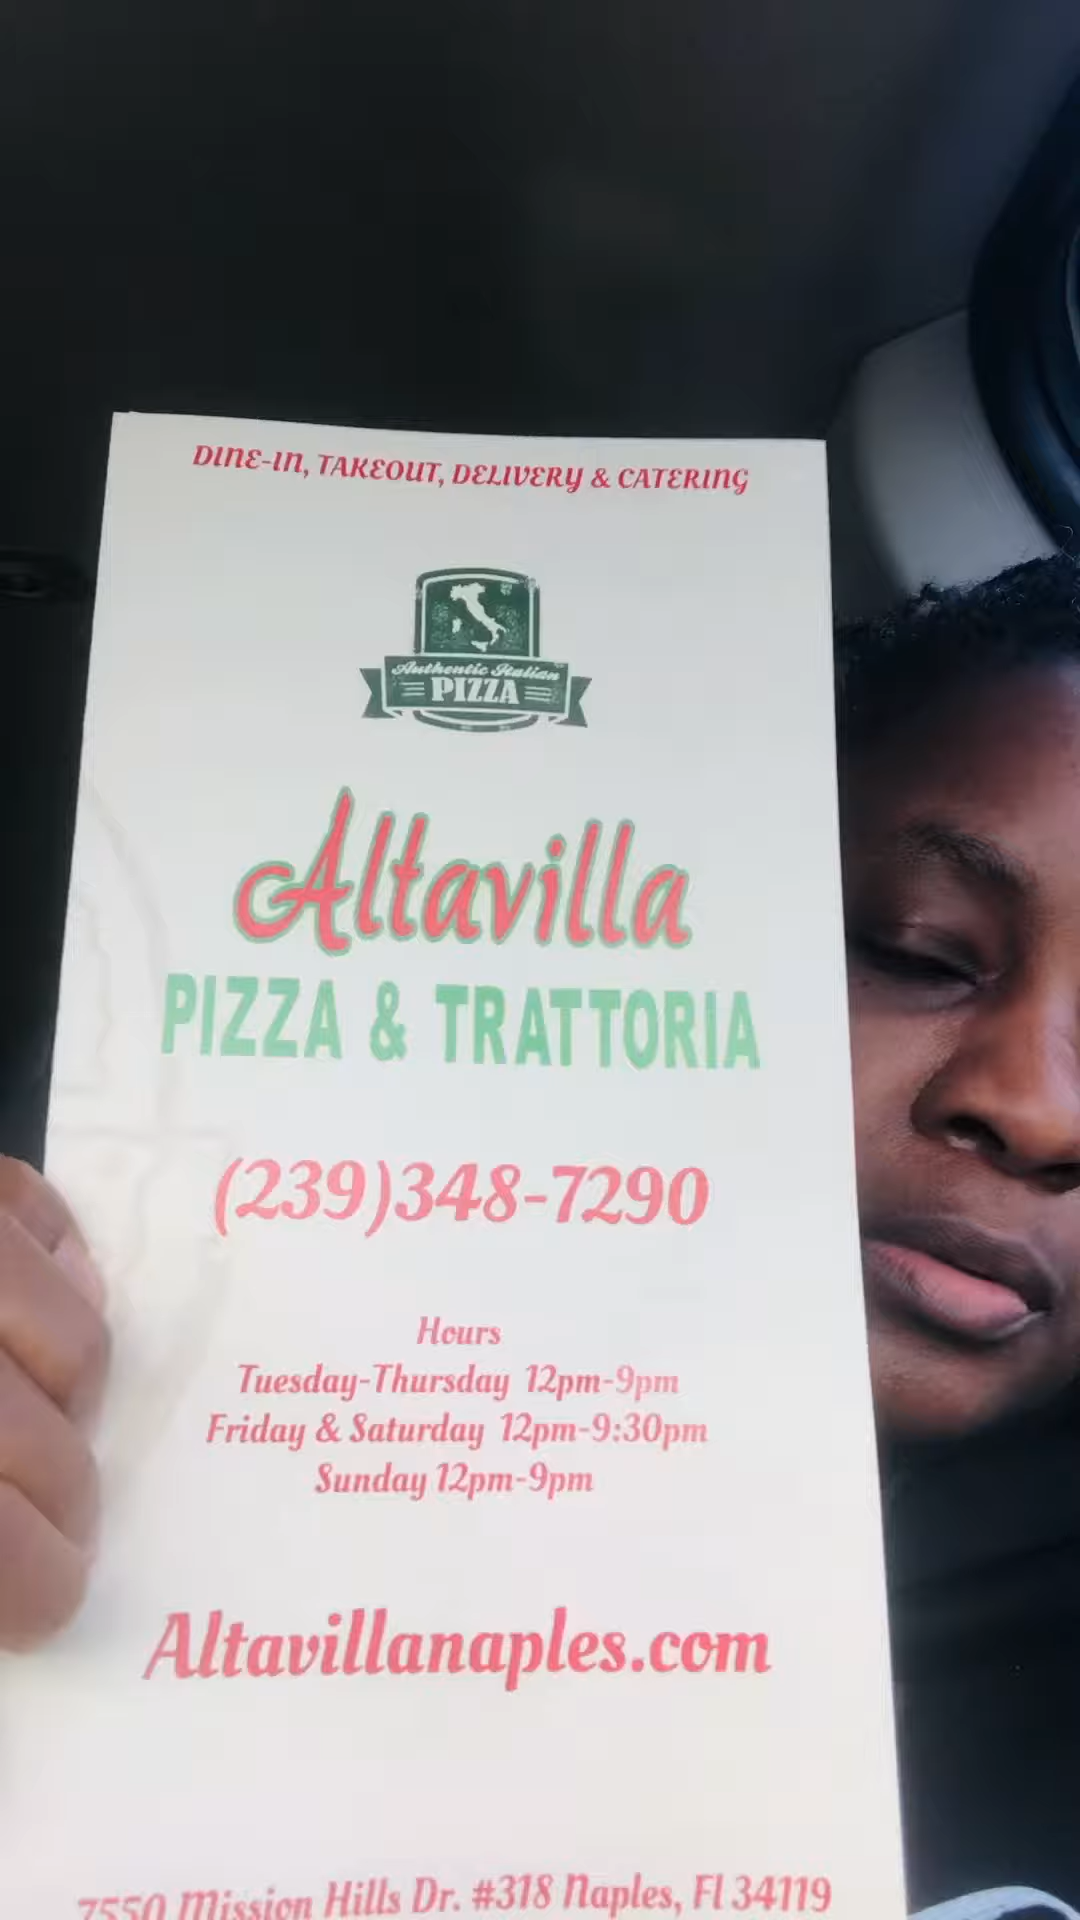 DINE-IN, TAKEOUT, DELIVERY & CATERING
Authentic Italian
PIZZA
Altavilla
PIZZA & TRATTORIA
(239)348-7290
Hours
Tuesday-Thursday 12pm-9pm
Friday & Saturday 12pm-9:30pm
Sunday 12pm-9pm
Altavillanaples.com
7550 Mission Hills Dr. #318 Naples, Fl 34119